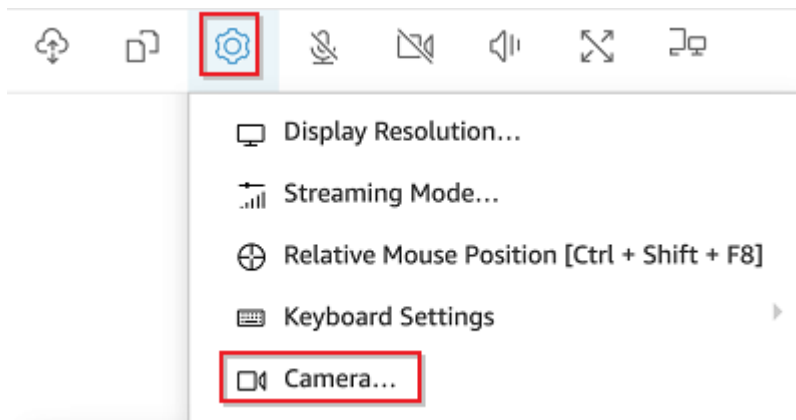 Display Resolution...
Streaming Mode...
Relative Mouse Position [Ctrl + Shift + F8]
Keyboard Settings
Camera...